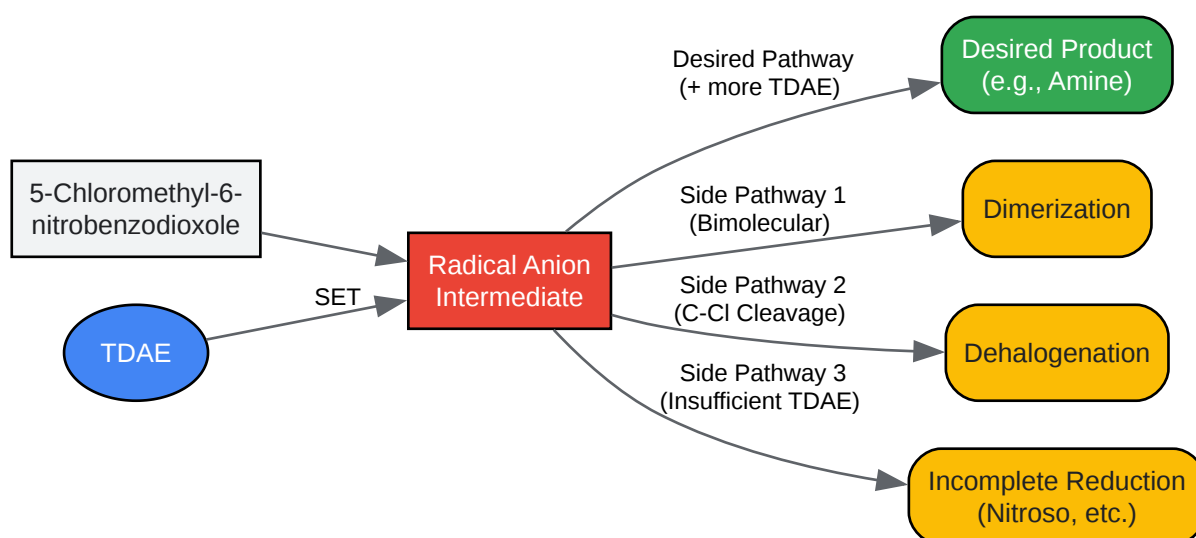 5-Chloromethyl-6-
nitrobenzodioxole
TDAE
SET
Radical Anion
Intermediate
Desired Pathway
(+ more TDAE)
Side Pathway 1
(Bimolecular)
Side Pathway 2
(C-Cl Cleavage)
Side Pathway 3
(Insufficient TDAE)
Desired Product
(e.g., Amine)
Dimerization
Dehalogenation
Incomplete Reduction
(Nitroso, etc.)